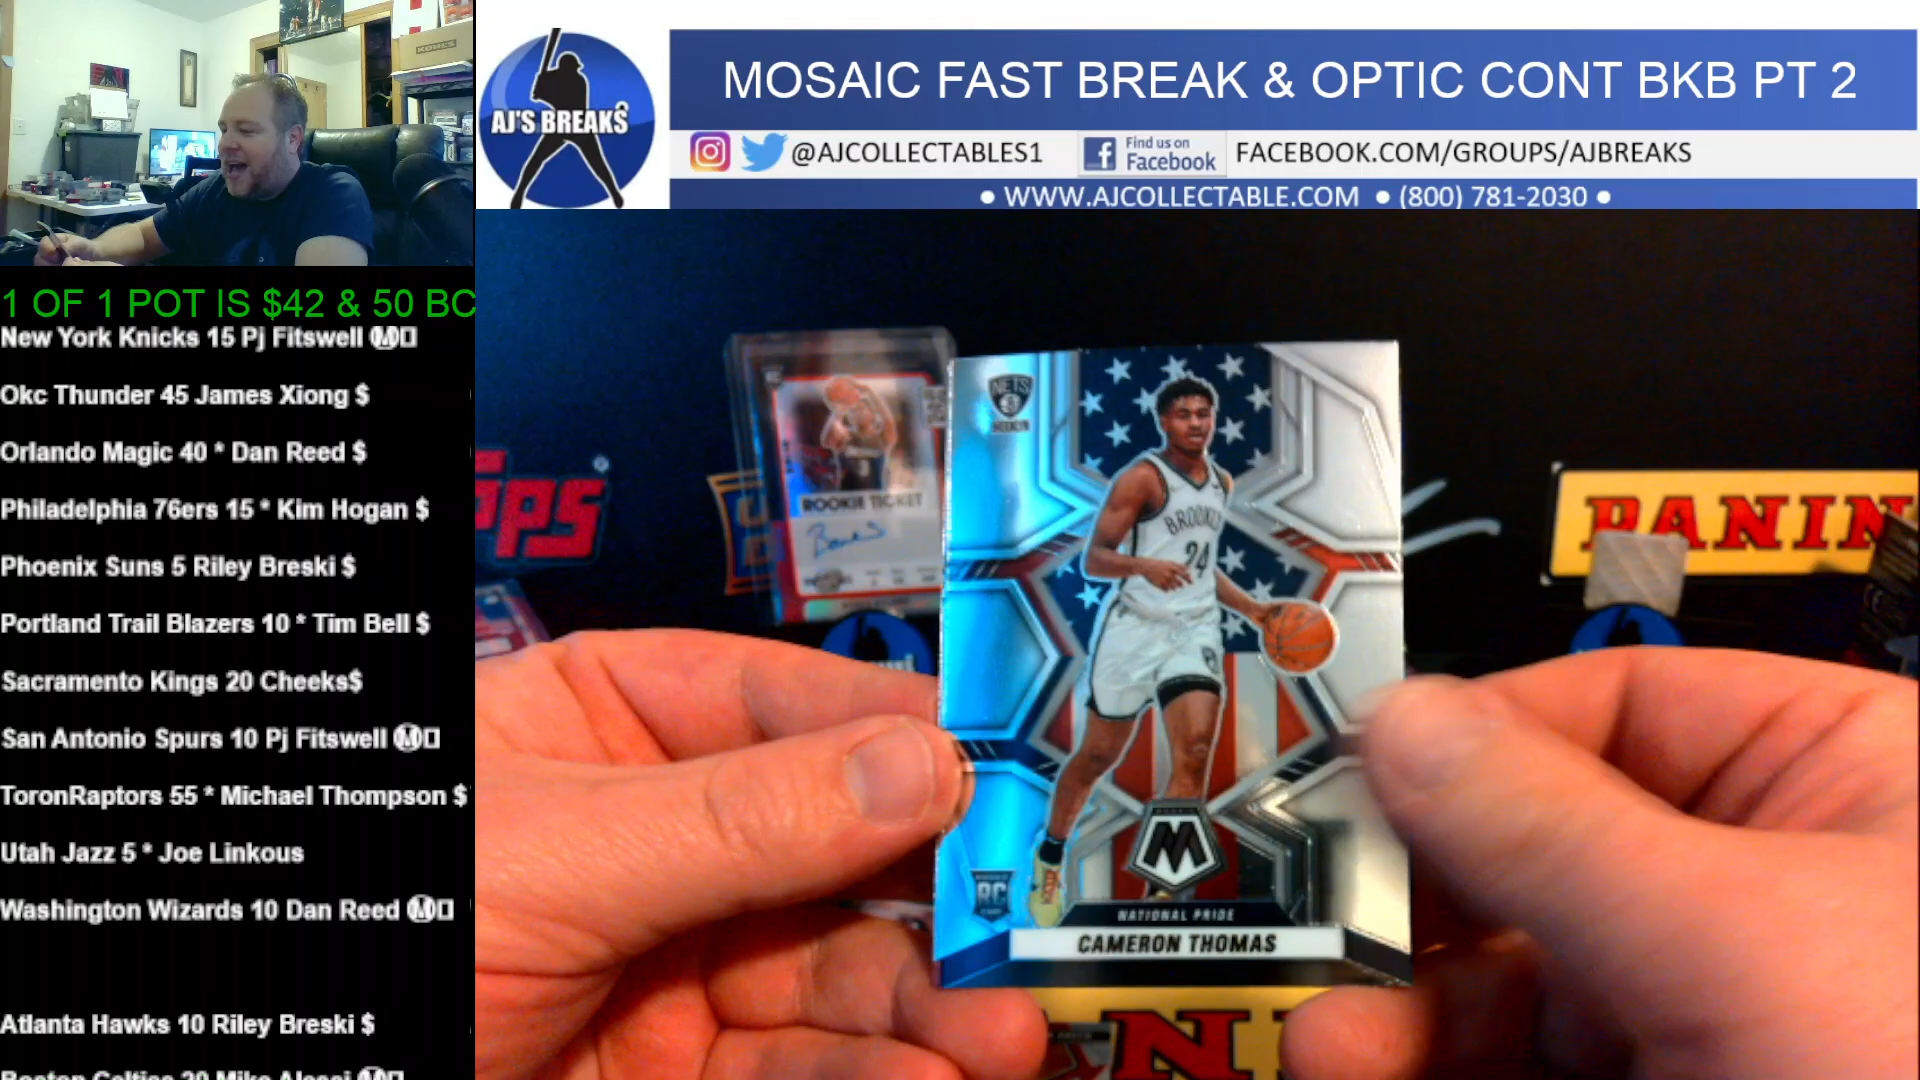 KOHL'S
MOSAIC FAST BREAK & OPTIC CONT BKB PT 2
AJ'S BREAKS
@AJCOLLECTABLES1
Find us on
Facebook
FACEBOOK.COM/GROUPS/AJBREAKS
● WWW.AJCOLLECTABLE.COM ● (800) 781-2030 ●
1 OF 1 POT IS $42 & 50 BC
New York Knicks 15 Pj Fitswell Ⓜ□
Okc Thunder 45 James Xiong $
Orlando Magic 40 * Dan Reed $
Philadelphia 76ers 15 * Kim Hogan $
Phoenix Suns 5 Riley Breski $
Portland Trail Blazers 10 * Tim Bell $
Sacramento Kings 20 Cheeks$
San Antonio Spurs 10 Pj Fitswell Ⓜ□
ToronRaptors 55 * Michael Thompson $
Utah Jazz 5 * Joe Linkous
Washington Wizards 10 Dan Reed Ⓜ□
Atlanta Hawks 10 Riley Breski $
Boston Celtics 20 Mike Alessi Ⓜ□
ROOKIE TICKET
NETS
BROOKLYN
24
M
RC
NATIONAL PRIDE
CAMERON THOMAS
PANIN